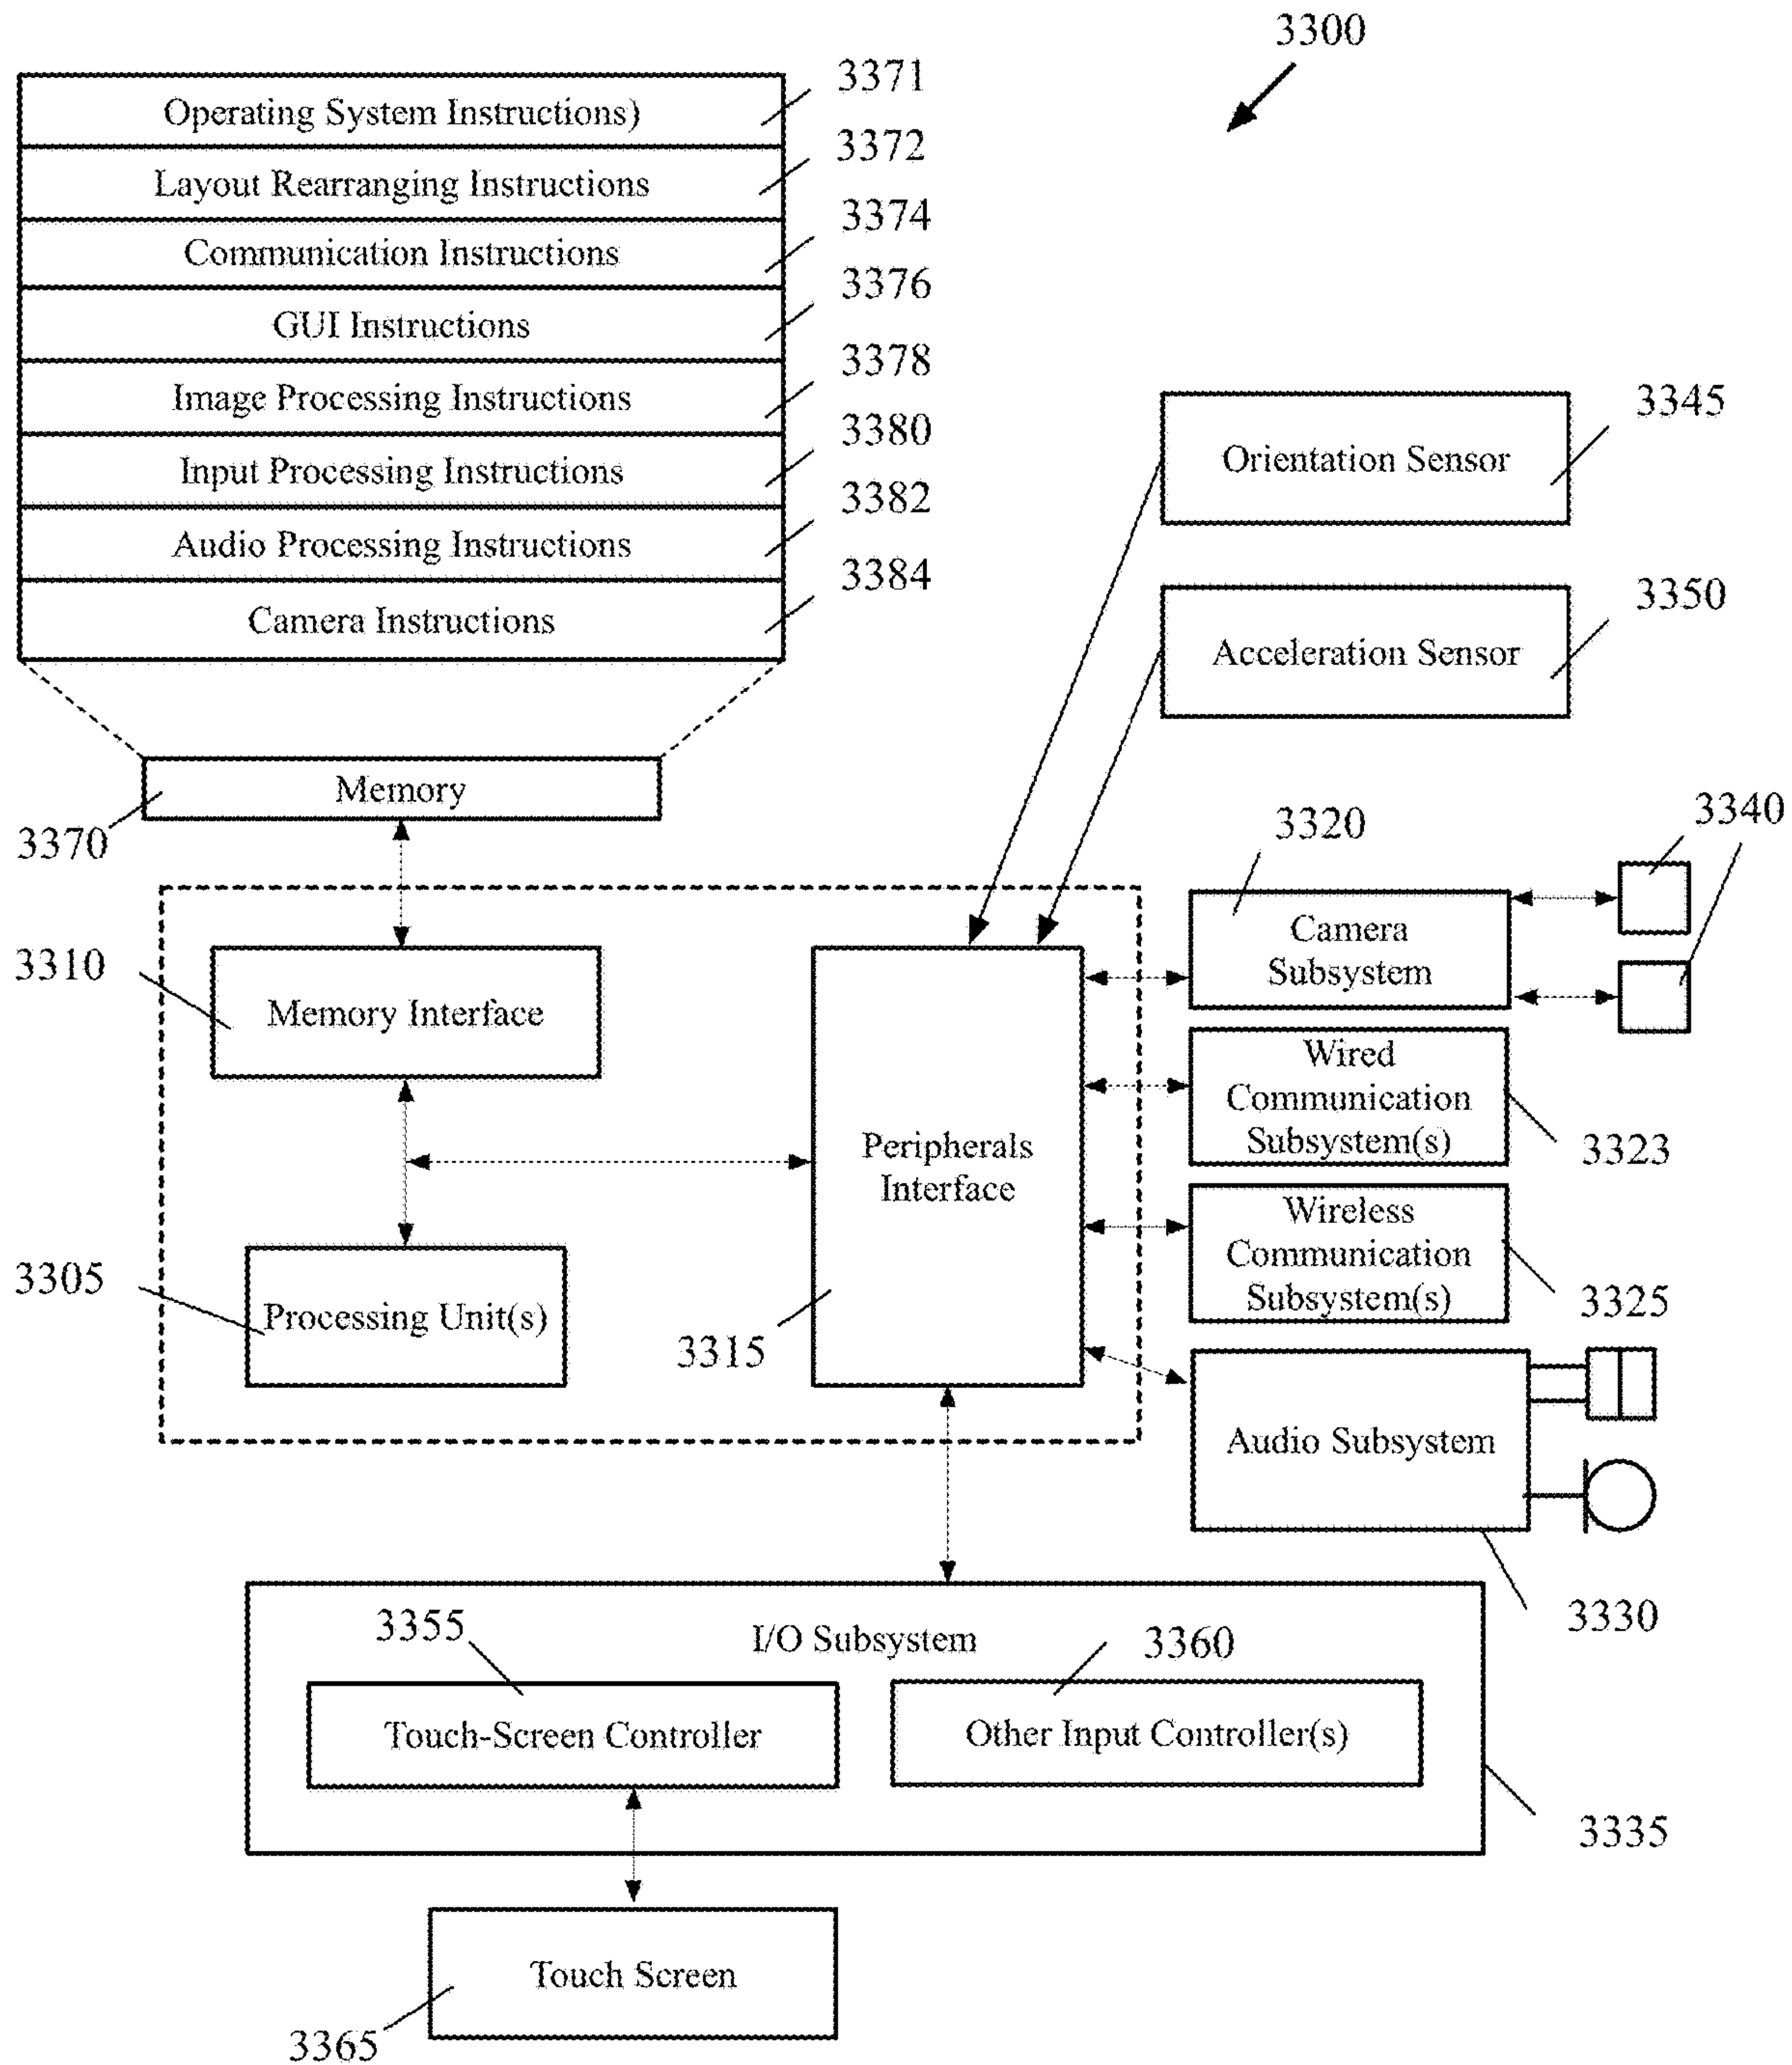 3300
3371
Operating System Instructions)
3372
Layout Rearranging Instructions
3374
Communication Instructions
3376
GUI Instructions
3378
Image Processing Instructions
3380
Input Processing Instructions
3382
Audio Processing Instructions
3384
Camera Instructions
3345
Orientation Sensor
3350
Acceleration Sensor
Memory
3370
3320
3340
Camera
Subsystem
3310
Memory Interface
Wired
Communication
Subsystem(s)
3323
Peripherals
Interface
Wireless
Communication
Subsystem(s)
3325
3305
Processing Unit(s)
3315
Audio Subsystem
3330
3355
I/O Subsystem
3360
Touch-Screen Controller
Other Input Controller(s)
3335
Touch Screen
3365